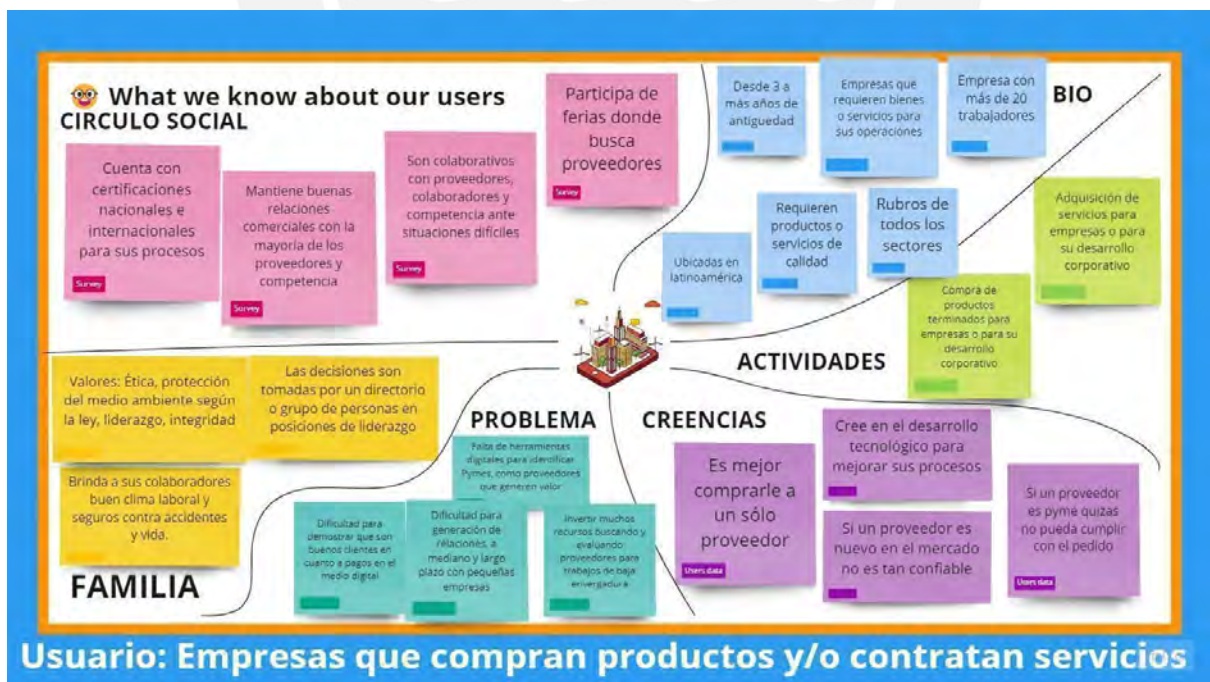 What we know about our users
CIRCULO SOCIAL
Cuenta con
certificaciones
nacionales e
internacionales
para sus procesos
Survey
Mantiene buenas
relaciones
comerciales con la
mayoría de los
proveedores y
competencia
Survey
Son colaborativos
con proveedores,
colaboradores y
competencia ante
situaciones dificiles
Survey
Participa de
ferias donde
busca
proveedores
Survey
BIO
Desde 3 a
más años de
antiguedad
Empresas que
requieren bienes
o servicios para
sus operaciones
Empresa con
más de 20
trabajadores
Ubicadas en
latinoamérica
Requieren
productos o
servicios de
calidad
Rubros de
todos los
sectores
ACTIVIDADES
Adquisición de
servicios para
empresas o para
su desarrollo
corporativo
Compra de
productos
terminados para
empresas o para su
desarrollo
corporativo
FAMILIA
Valores: Ética, protección
del medio ambiente según
la ley, liderazgo, integridad
Las decisiones son
tomadas por un directorio
o grupo de personas en
posiciones de liderazgo
Brinda a sus colaboradores
buen clima laboral y
seguros contra accidentes
y vida.
PROBLEMA
Falta de herramientas
digitales para identificar
Pymes, como proveedores
que generen valor
Dificultad para
demostrar que son
buenos clientes en
cuanto a pagos en el
medio digital
Dificultad para
generación de
relaciones, a
mediano y largo
plazo con pequeñas
empresas
Invertir muchos
recursos buscando y
evaluando
proveedores para
trabajos de baja
envergadura
CREENCIAS
Es mejor
comprarle a
un sólo
proveedor
Users data
Cree en el desarrollo
tecnológico para
mejorar sus procesos
Si un proveedor es
nuevo en el mercado
no es tan confiable
Si un proveedor
es pyme quizas
no pueda cumplir
con el pedido
Users data
Usuario: Empresas que compran productos y/o contratan servicios